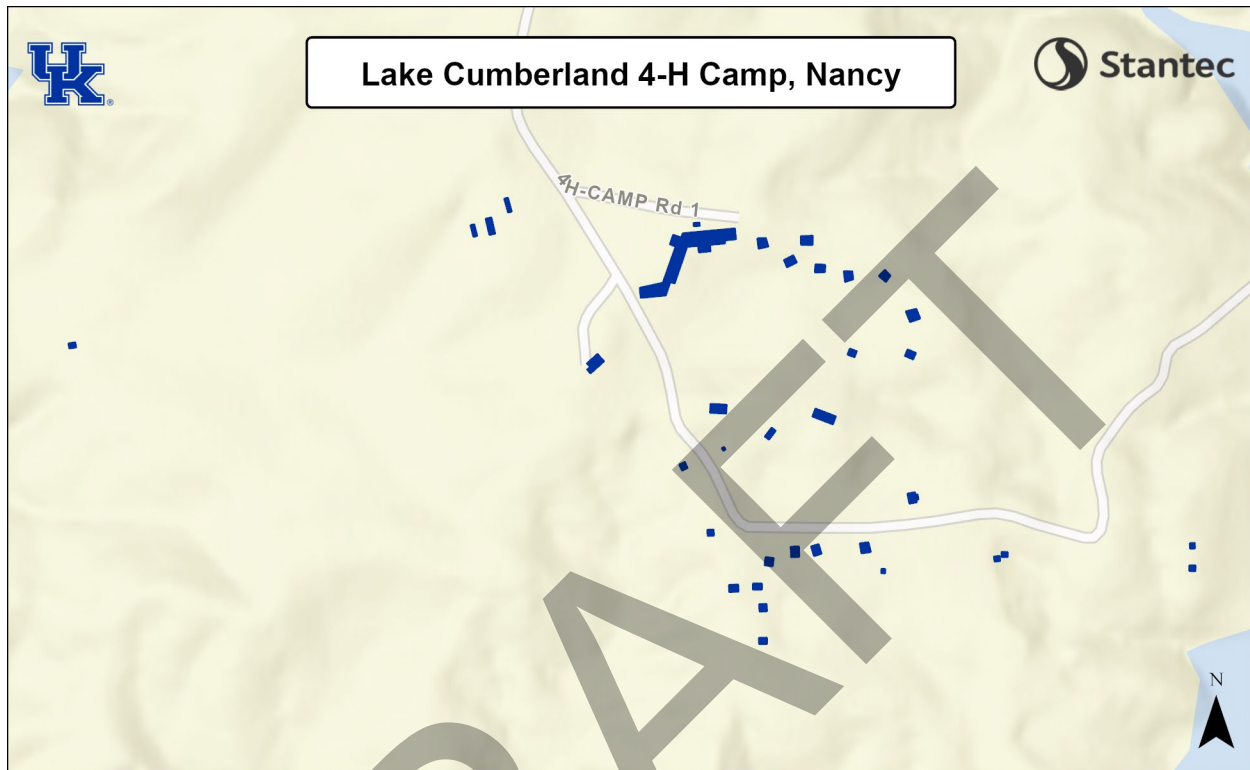 UK
®
Lake Cumberland 4-H Camp, Nancy
Stantec
4H-CAMP Rd 1
DRAFT
N